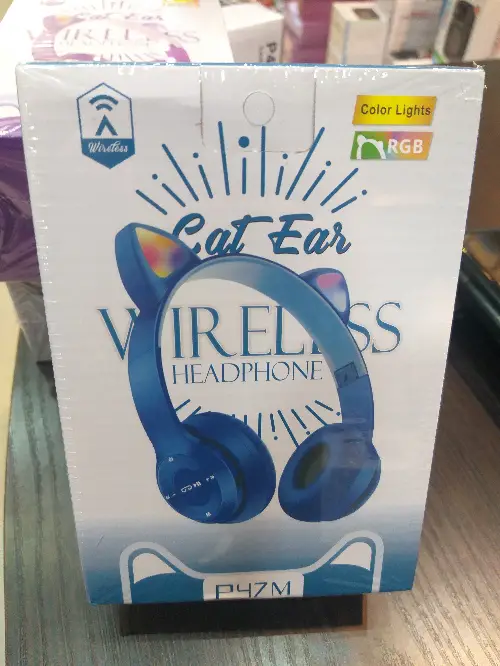 Wireless
Color Lights
RGB
Cat Ear
WIRELESS
HEADPHONE
P47M